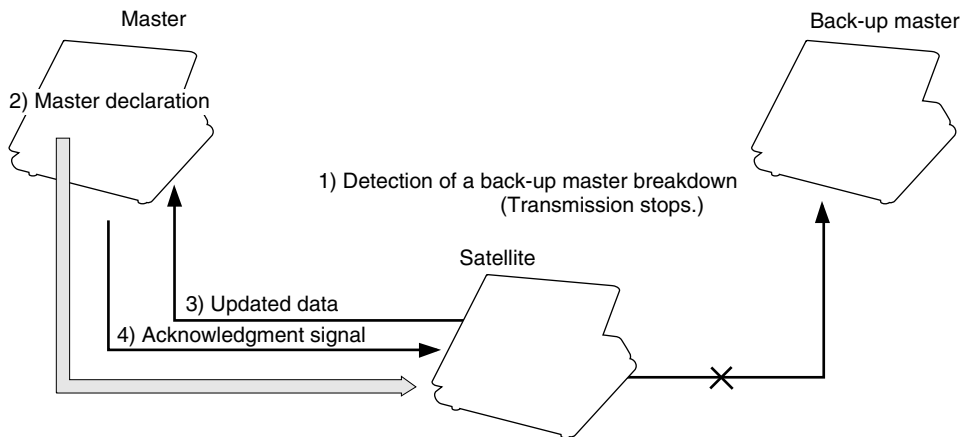 Master
Back-up master
2) Master declaration
1) Detection of a back-up master breakdown
(Transmission stops.)
Satellite
3) Updated data
4) Acknowledgment signal